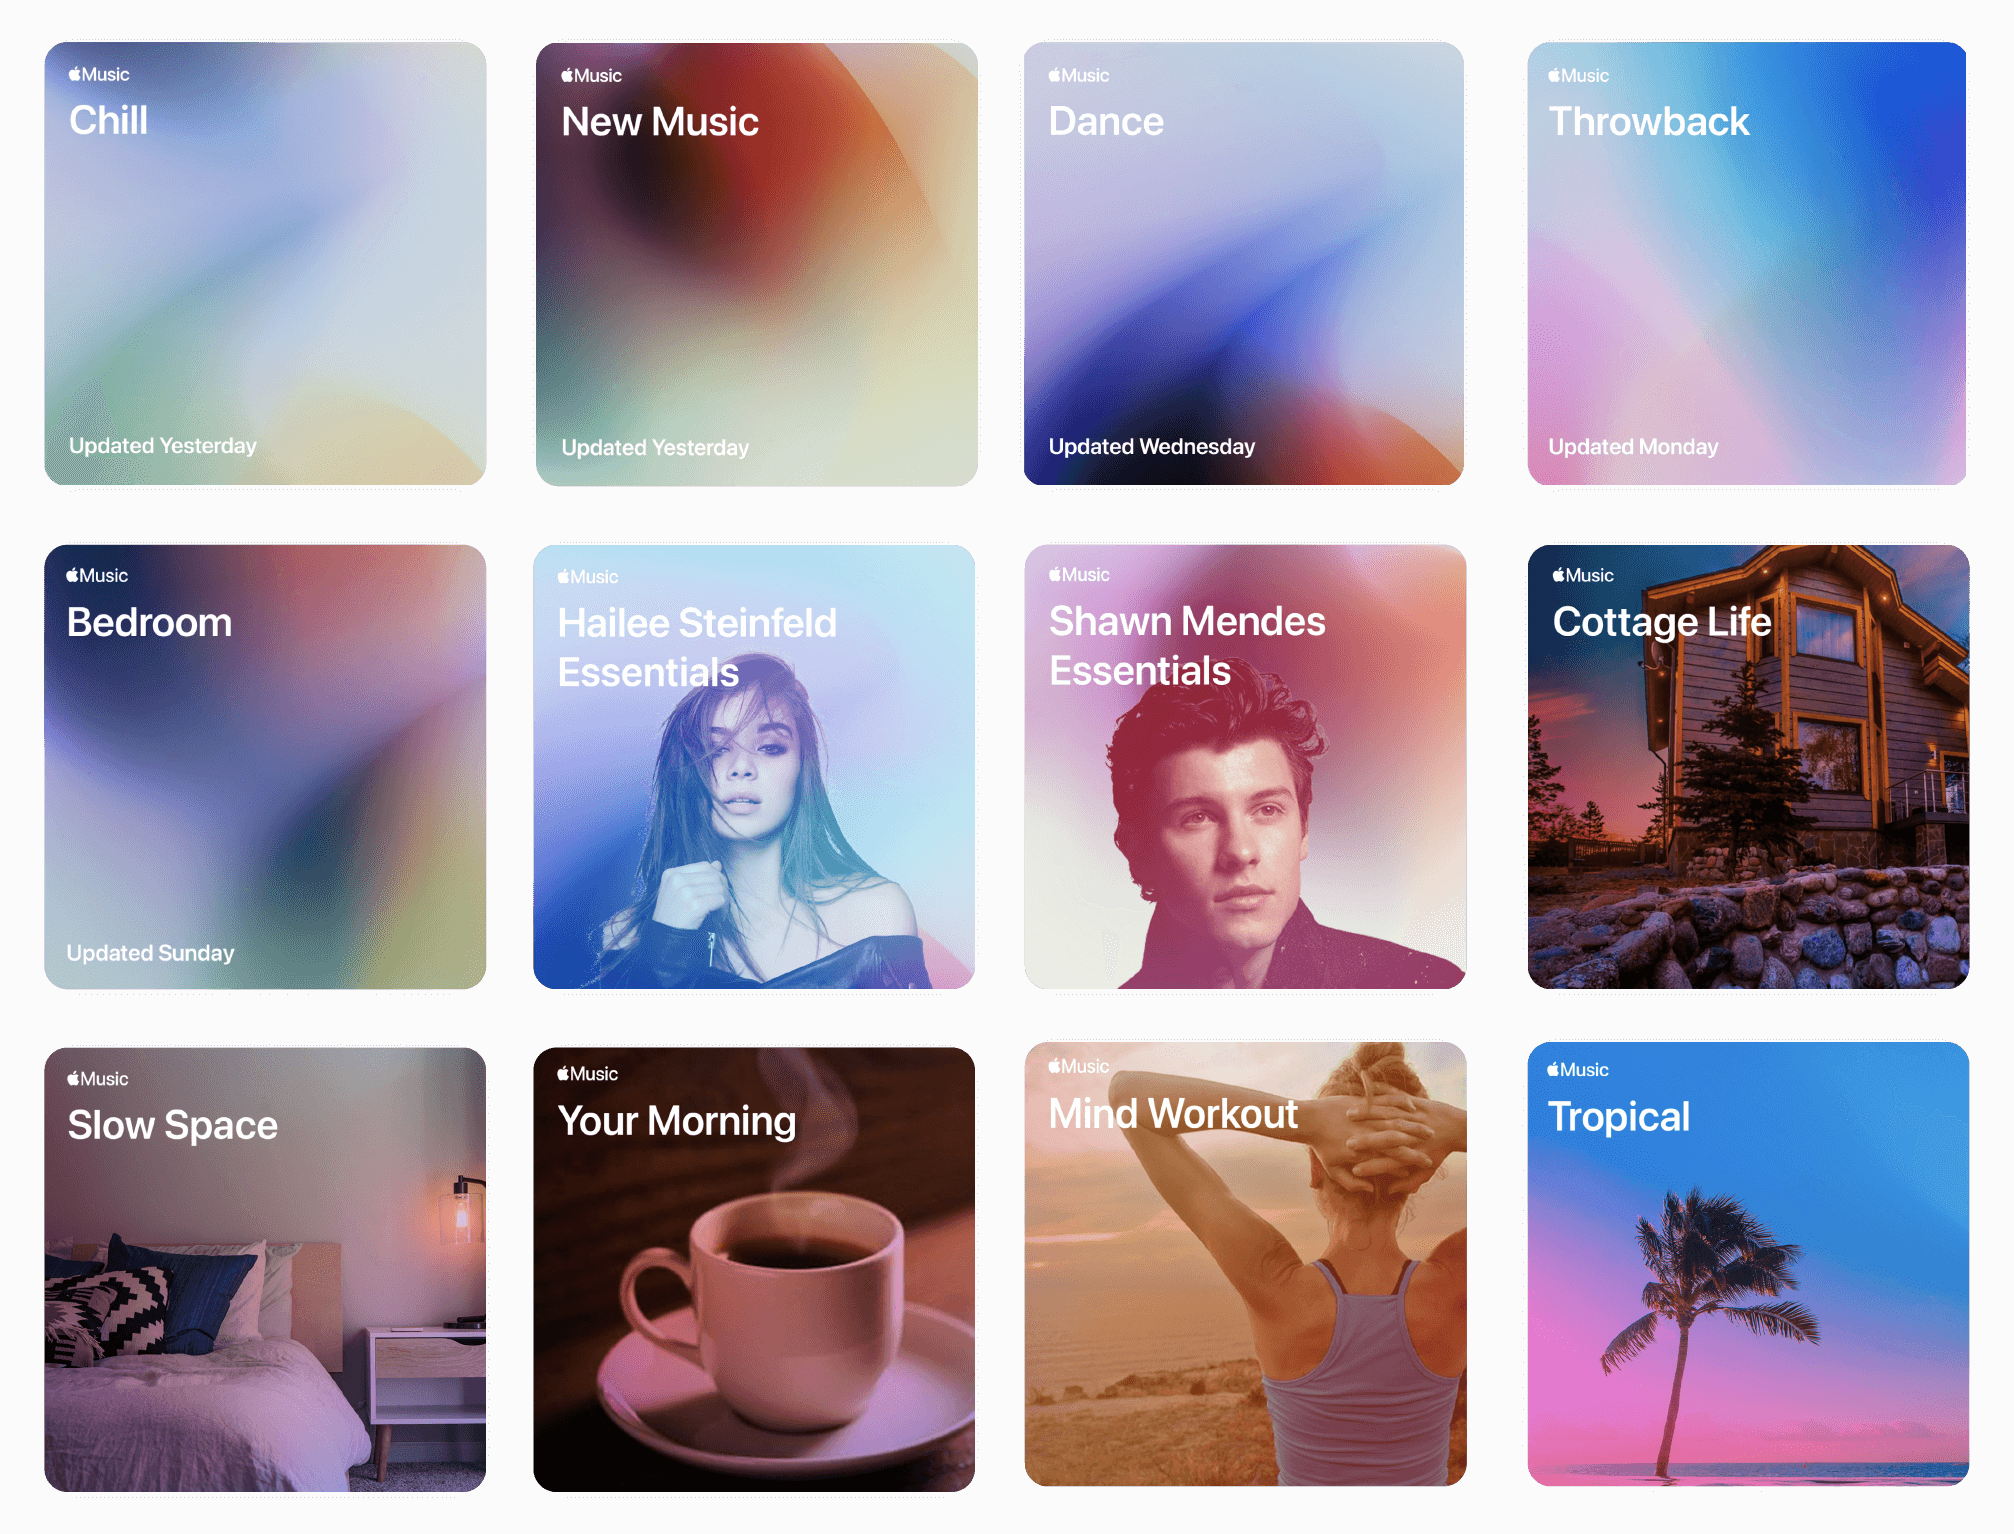 Music
Chill
Updated Yesterday
Music
New Music
Updated Yesterday
Music
Dance
Updated Wednesday
Music
Throwback
Updated Monday
Music
Bedroom
Updated Sunday
Music
Hailee Steinfeld
Essentials
Music
Shawn Mendes
Essentials
Music
Cottage Life
Music
Slow Space
Music
Your Morning
Music
Mind Workout
Music
Tropical